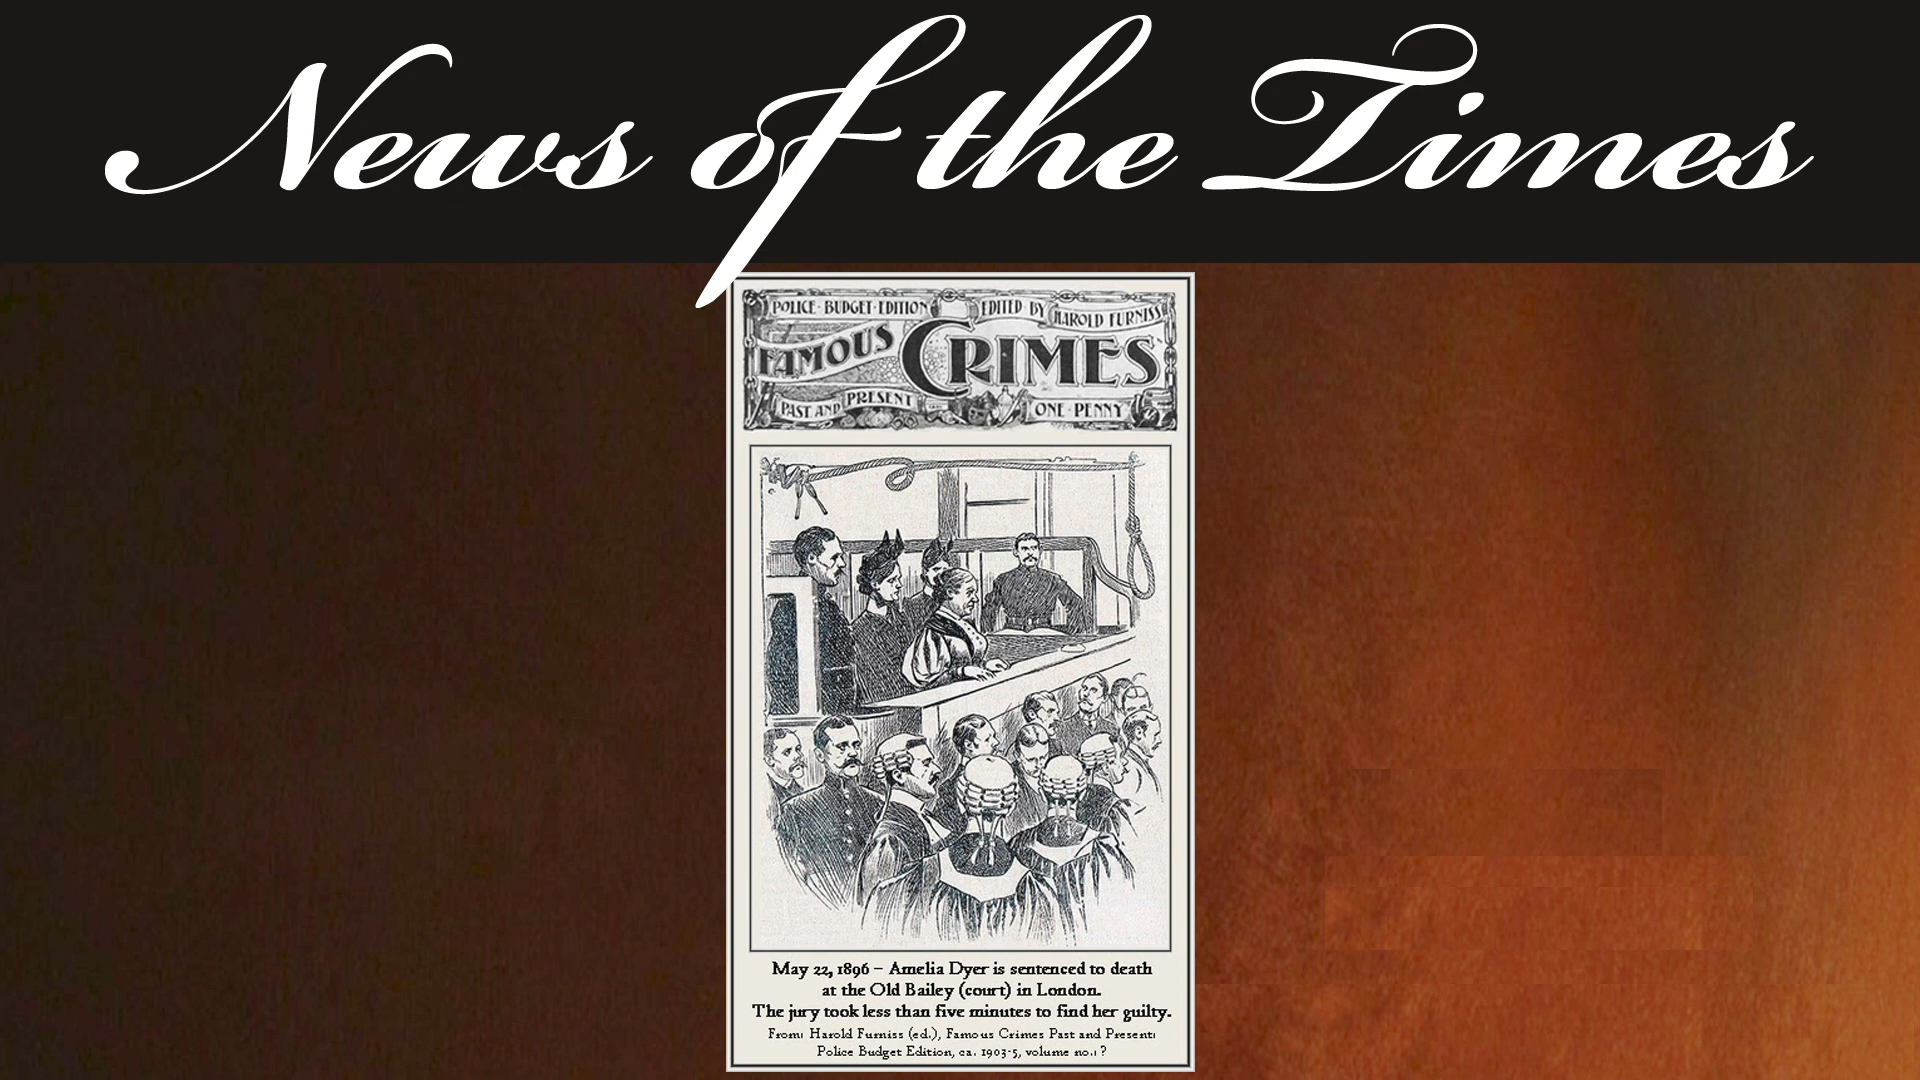 News of the Times
POLICE · BUDGET · EDITION
EDITED · BY HAROLD FURNISS
FAMOUS CRIMES
PAST AND PRESENT
ONE · PENNY
May 22, 1896 – Amelia Dyer is sentenced to death
at the Old Bailey (court) in London.
The jury took less than five minutes to find her guilty.
From: Harold Furniss (ed.), Famous Crimes Past and Present:
Police Budget Edition, ca. 1903-5, volume no.1 ?